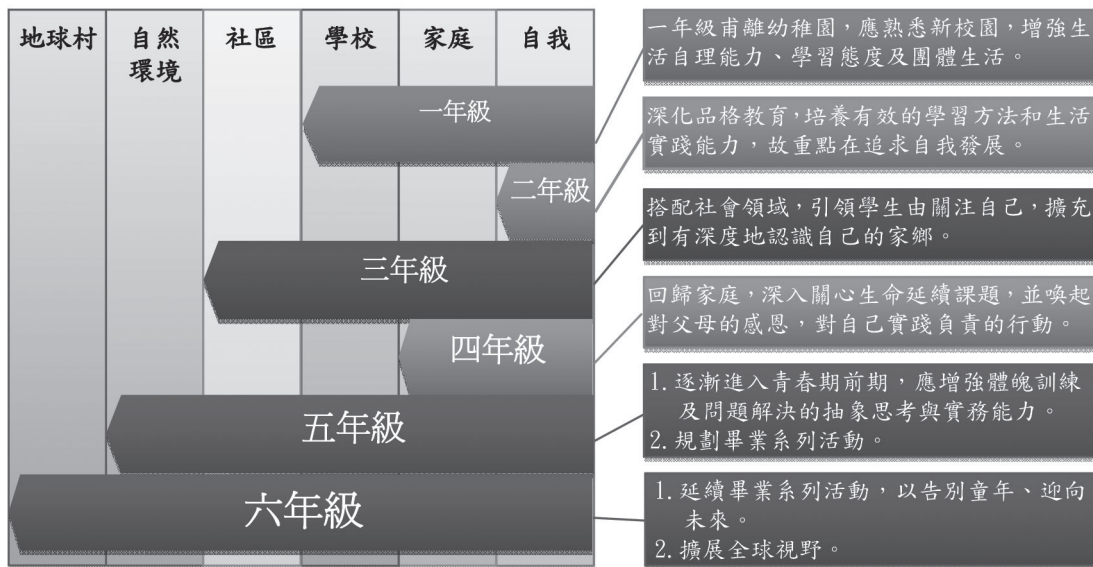 地球村 自然環境 社區 學校 家庭 自我
一年級
二年級
三年級
四年級
五年級
六年級
一年級甫離幼稚園，應熟悉新校園，增強生
活自理能力、學習態度及團體生活。
深化品格教育，培養有效的學習方法和生活
實踐能力，故重點在追求自我發展。
搭配社會領域，引領學生由關注自己，擴充
到有深度地認識自己的家鄉。
回歸家庭，深入關心生命延續課題，並喚起
對父母的感恩，對自己實踐負責的行動。
1. 逐漸進入青春期前期，應增強體魄訓練
及問題解決的抽象思考與實務能力。
2. 規劃畢業系列活動。
1. 延續畢業系列活動，以告別童年、迎向
未來。
2. 擴展全球視野。